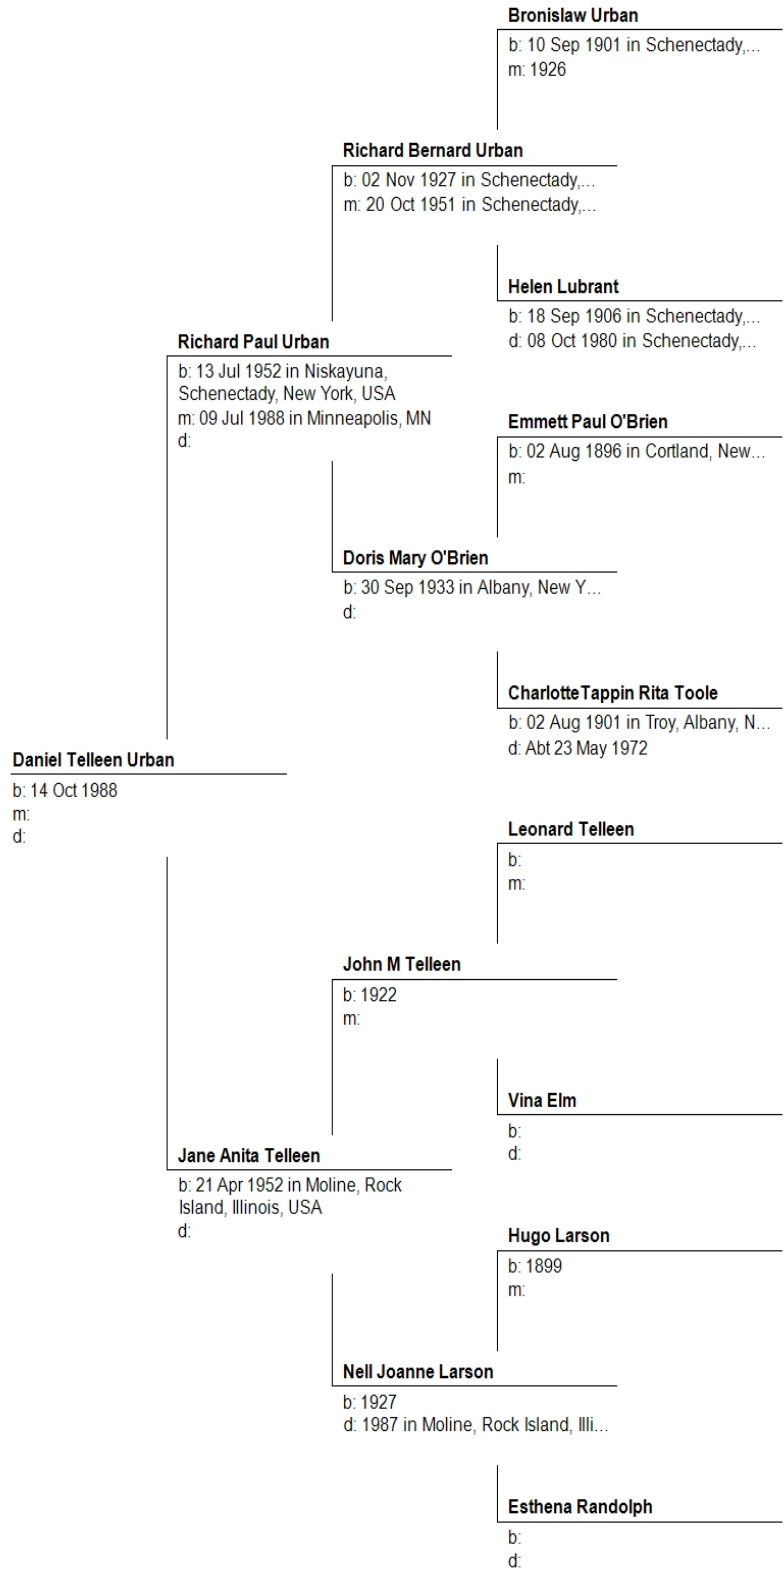 Bronislaw Urban
b: 10 Sep 1901 in Schenectady,...
m: 1926
Richard Bernard Urban
b: 02 Nov 1927 in Schenectady,...
m: 20 Oct 1951 in Schenectady,...
Helen Lubrant
b: 18 Sep 1906 in Schenectady,...
d: 08 Oct 1980 in Schenectady,...
Richard Paul Urban
b: 13 Jul 1952 in Niskayuna,
Schenectady, New York, USA
m: 09 Jul 1988 in Minneapolis, MN
d:
Emmett Paul O'Brien
b: 02 Aug 1896 in Cortland, New...
m:
Doris Mary O'Brien
b: 30 Sep 1933 in Albany, New Y...
d:
CharlotteTappin Rita Toole
b: 02 Aug 1901 in Troy, Albany, N...
d: Abt 23 May 1972
Daniel Telleen Urban
b: 14 Oct 1988
m:
d:
Leonard Telleen
b:
m:
John M Telleen
b: 1922
m:
Vina Elm
b:
d:
Jane Anita Telleen
b: 21 Apr 1952 in Moline, Rock
Island, Illinois, USA
d:
Hugo Larson
b: 1899
m:
Nell Joanne Larson
b: 1927
d: 1987 in Moline, Rock Island, Illi...
Esthena Randolph
b:
d: